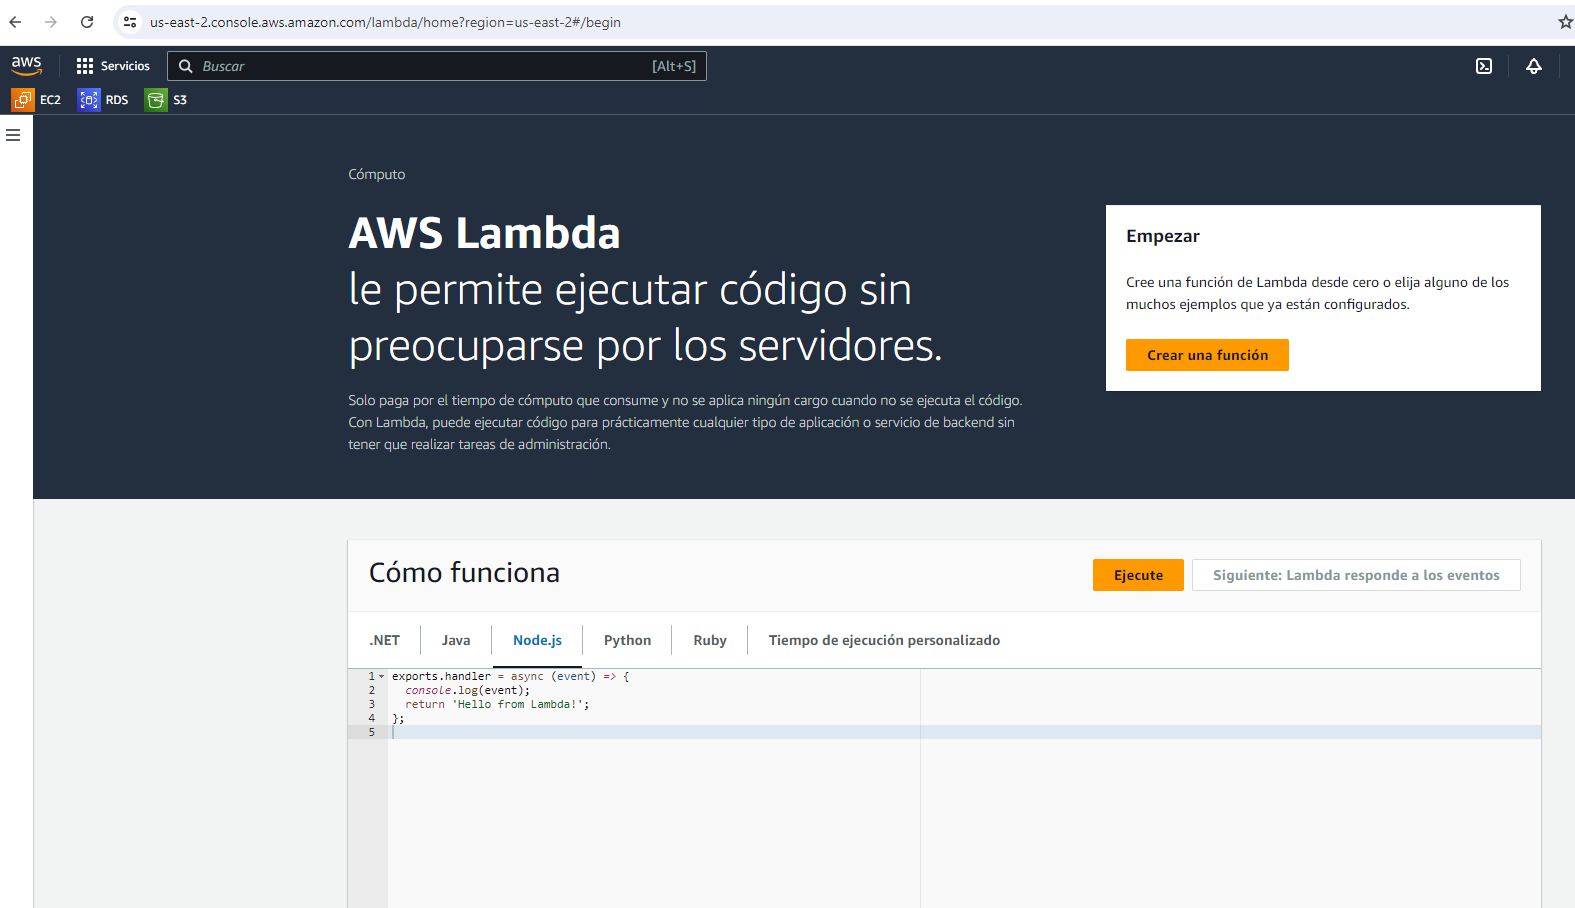 us-east-2.console.aws.amazon.com/lambda/home?region=us-east-2#/begin
aws
Servicios
Buscar
[Alt+S]
EC2
RDS
S3
Cómputo
AWS Lambda
le permite ejecutar código sin
preocuparse por los servidores.
Solo paga por el tiempo de cómputo que consume y no se aplica ningún cargo cuando no se ejecuta el código.
Con Lambda, puede ejecutar código para prácticamente cualquier tipo de aplicación o servicio de backend sin
tener que realizar tareas de administración.
Empezar
Cree una función de Lambda desde cero o elija alguno de los
muchos ejemplos que ya están configurados.
Crear una función
Cómo funciona
Ejecute
Siguiente: Lambda responde a los eventos
.NET
Java
Node.js
Python
Ruby
Tiempo de ejecución personalizado
1 exports.handler = async (event) => {
2 console.log(event);
3 return 'Hello from Lambda!';
4 };
5